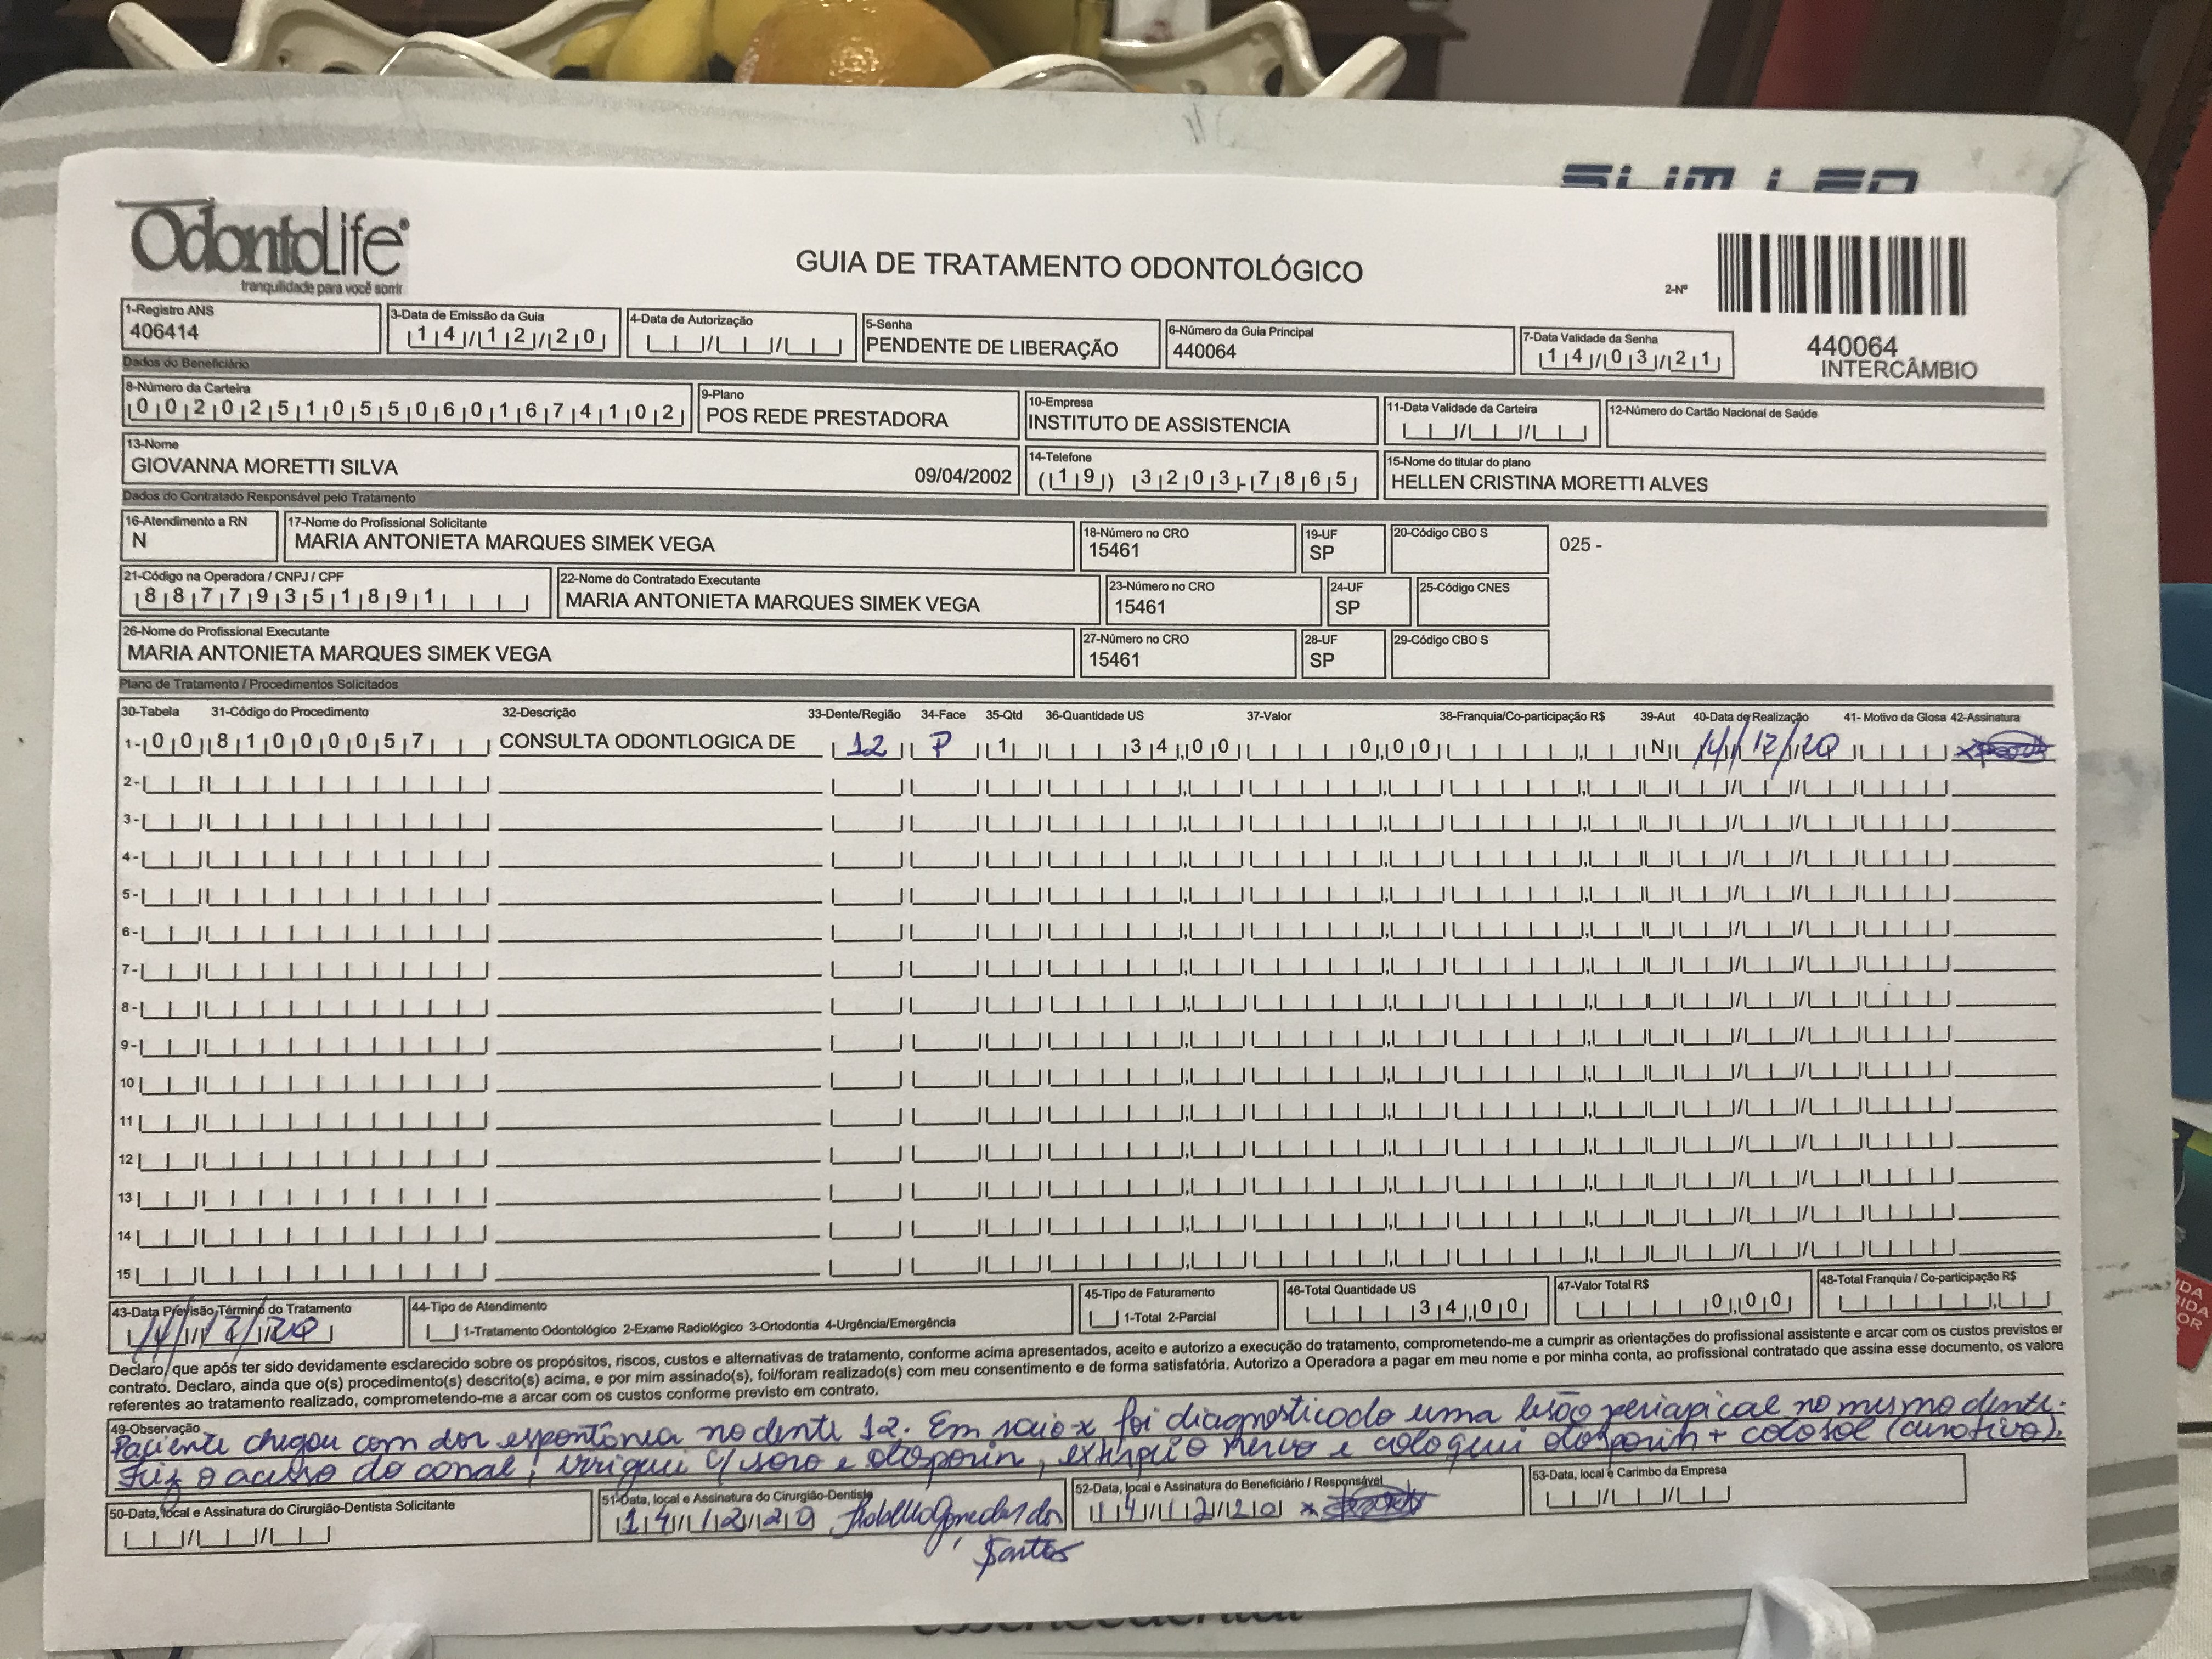 SLIM LED
OdontoLife®
tranquilidade para você sorrir
GUIA DE TRATAMENTO ODONTOLÓGICO
2-Nº
440064
INTERCÂMBIO
1-Registro ANS
406414
3-Data de Emissão da Guia
14/12/20
4-Data de Autorização
5-Senha
PENDENTE DE LIBERAÇÃO
6-Número da Guia Principal
440064
7-Data Validade da Senha
14/03/21
Dados do Beneficiário
8-Número da Carteira
00202510550601674102
9-Plano
POS REDE PRESTADORA
10-Empresa
INSTITUTO DE ASSISTENCIA
11-Data Validade da Carteira
12-Número do Cartão Nacional de Saúde
13-Nome
GIOVANNA MORETTI SILVA 09/04/2002
14-Telefone
(19) 3203-7865
15-Nome do titular do plano
HELLEN CRISTINA MORETTI ALVES
Dados do Contratado Responsável pelo Tratamento
16-Atendimento a RN
N
17-Nome do Profissional Solicitante
MARIA ANTONIETA MARQUES SIMEK VEGA
18-Número no CRO
15461
19-UF
SP
20-Código CBO S
025 -
21-Código na Operadora / CNPJ / CPF
88779351891
22-Nome do Contratado Executante
MARIA ANTONIETA MARQUES SIMEK VEGA
23-Número no CRO
15461
24-UF
SP
25-Código CNES
26-Nome do Profissional Executante
MARIA ANTONIETA MARQUES SIMEK VEGA
27-Número no CRO
15461
28-UF
SP
29-Código CBO S
Plano de Tratamento / Procedimentos Solicitados
30-Tabela 31-Código do Procedimento 32-Descrição 33-Dente/Região 34-Face 35-Qtd 36-Quantidade US 37-Valor 38-Franquia/Co-participação R$ 39-Aut 40-Data de Realização 41- Motivo da Glosa 42-Assinatura
1- 00 81000057 CONSULTA ODONTLOGICA DE 12 P 1 34,00 0,00 N 14/12/20
2-
3-
4-
5-
6-
7-
8-
9-
10
11
12
13
14
15
43-Data Previsão Término do Tratamento
14/12/20
44-Tipo de Atendimento
1-Tratamento Odontológico 2-Exame Radiológico 3-Ortodontia 4-Urgência/Emergência
45-Tipo de Faturamento
1-Total 2-Parcial
46-Total Quantidade US
34,00
47-Valor Total R$
0,00
48-Total Franquia / Co-participação R$
Declaro, que após ter sido devidamente esclarecido sobre os propósitos, riscos, custos e alternativas de tratamento, conforme acima apresentados, aceito e autorizo a execução do tratamento, comprometendo-me a cumprir as orientações do profissional assistente e arcar com os custos previstos em
contrato. Declaro, ainda que o(s) procedimento(s) descrito(s) acima, e por mim assinado(s), foi/foram realizado(s) com meu consentimento e de forma satisfatória. Autorizo a Operadora a pagar em meu nome e por minha conta, ao profissional contratado que assina esse documento, os valore
referentes ao tratamento realizado, comprometendo-me a arcar com os custos conforme previsto em contrato.
49-Observação
Paciente chegou com dor espontônea no dente 12. Em raio-x foi diagnosticado uma lesão periapical no mesmo dente.
Fiz o acesso do canal, irriguei c/ soro e otosporin, extirpei o nervo e coloquei otosporin + cotosol (curativo).
50-Data, local e Assinatura do Cirurgião-Dentista Solicitante
51-Data, local e Assinatura do Cirurgião-Dentista
14/12/20
Santos
52-Data, local e Assinatura do Beneficiário / Responsável
14/12/20
53-Data, local e Carimbo da Empresa